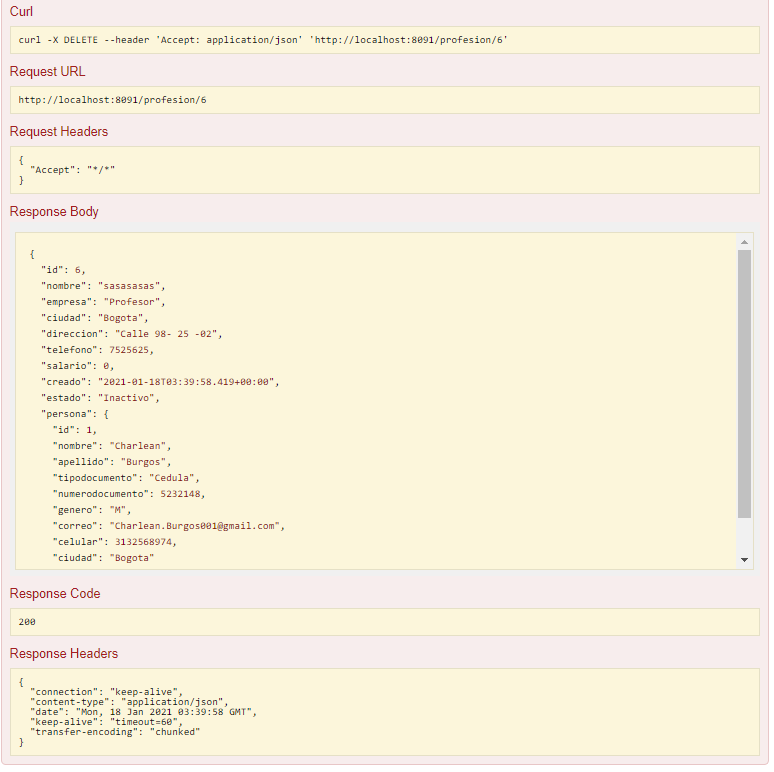 Curl
curl -X DELETE --header 'Accept: application/json' 'http://localhost:8091/profesion/6'
Request URL
http://localhost:8091/profesion/6
Request Headers
{
"Accept": "*/*"
}
Response Body
{
"id": 6,
"nombre": "sasasasas",
"empresa": "Profesor",
"ciudad": "Bogota",
"direccion": "Calle 98- 25 -02",
"telefono": 7525625,
"salario": 0,
"creado": "2021-01-18T03:39:58.419+00:00",
"estado": "Inactivo",
"persona": {
"id": 1,
"nombre": "Charlean",
"apellido": "Burgos",
"tipodocumento": "Cedula",
"numerodocumento": 5232148,
"genero": "M",
"correo": "Charlean.Burgos001@gmail.com",
"celular": 3132568974,
"ciudad": "Bogota"
Response Code
200
Response Headers
{
"connection": "keep-alive",
"content-type": "application/json",
"date": "Mon, 18 Jan 2021 03:39:58 GMT",
"keep-alive": "timeout=60",
"transfer-encoding": "chunked"
}